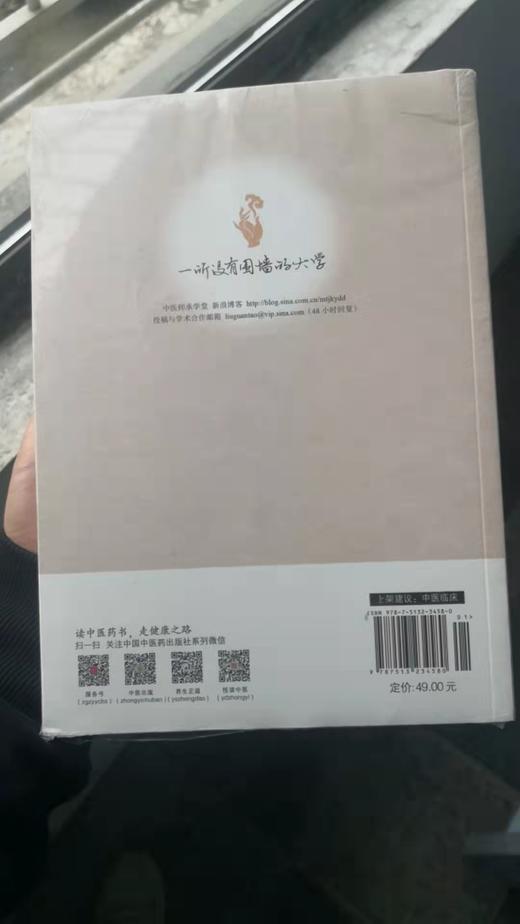 一所没有围墙的大学
中医师承学堂 新浪博客 http://blog.sina.com.cn/mtjkydd
投稿与学术合作邮箱 liuguantao@vip.sina.com（48小时回复）
上架建议：中医临床
ISBN 978-7-5132-3458-0
01>
9 787513 234580
定价:49.00 元
读中医药书，走健康之路
扫一扫 关注中国中医药出版社系列微信
服务号 中医出版 养生正道 悦读中医
(zgzyycbs) (zhongyichuban) (yszhengdao) (ydzhongyi)